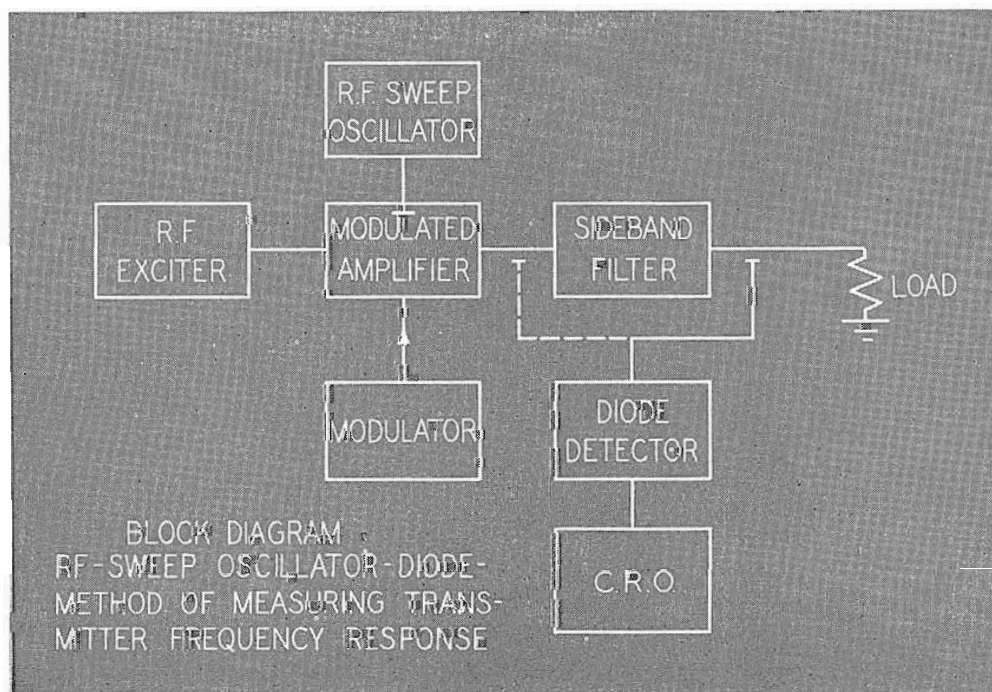 R.F. SWEEP
OSCILLATOR
R.F.
EXCITER
MODULATED
AMPLIFIER
SIDEBAND
FILTER
LOAD
MODULATOR
DIODE
DETECTOR
C.R.O.
BLOCK DIAGRAM
RF-SWEEP OSCILLATOR-DIODE-
METHOD OF MEASURING TRANS-
MITTER FREQUENCY RESPONSE